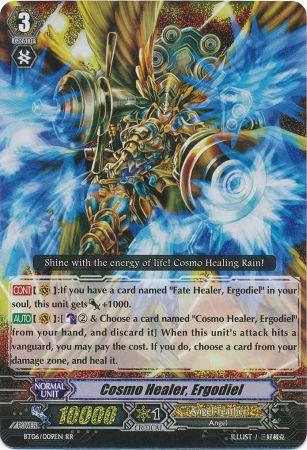 3
GRADE
Shine with the energy of life! Cosmo Healing Rain!
CONT [ ]:If you have a card named "Fate Healer, Ergodiel" in
your soul, this unit gets +1000.
AUTO [ ]:[ ② & Choose a card named "Cosmo Healer, Ergodiel"
from your hand, and discard it] When this unit's attack hits
a vanguard, you may pay the cost. If you do, choose a card from your
damage zone, and heal it.
NORMAL
UNIT
Cosmo Healer, Ergodiel
POWER
10000
1
CRITICAL
Angel Feather
Angel
BT06/009EN RR
ILLUST / 三好載克